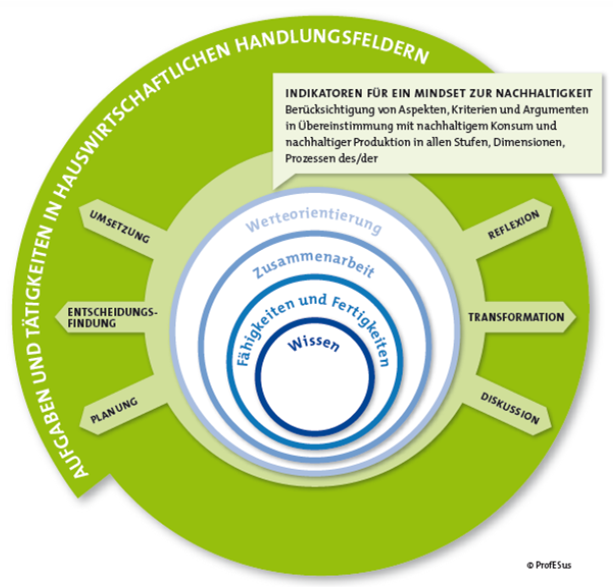 AUFGABEN UND TÄTIGKEITEN IN HAUSWIRTSCHAFTLICHEN HANDLUNGSFELDERN
INDIKATOREN FÜR EIN MINDSET ZUR NACHHALTIGKEIT
Berücksichtigung von Aspekten, Kriterien und Argumenten
in Übereinstimmung mit nachhaltigem Konsum und
nachhaltiger Produktion in allen Stufen, Dimensionen,
Prozessen des/der
UMSETZUNG
ENTSCHEIDUNGS-
FINDUNG
PLANUNG
Werteorientierung
Zusammenarbeit
Fähigkeiten und Fertigkeiten
Wissen
REFLEXION
TRANSFORMATION
DISKUSSION
© ProfESus